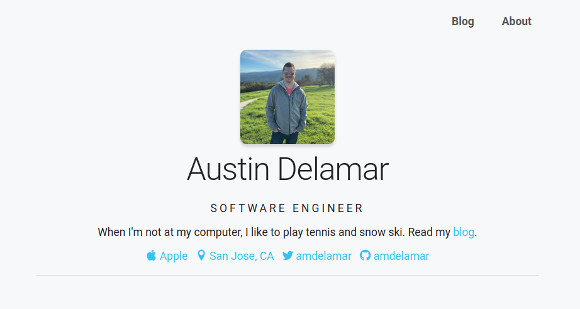 Blog About
Austin Delamar
SOFTWARE ENGINEER
When I'm not at my computer, I like to play tennis and snow ski. Read my blog.
Apple San Jose, CA amdelamar amdelamar